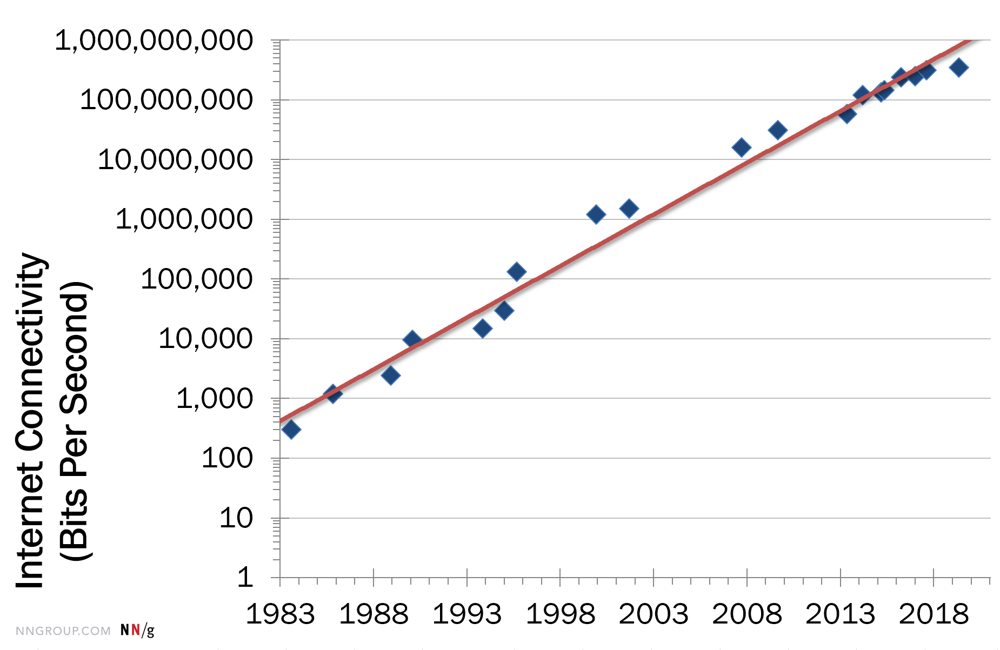 Internet Connectivity
(Bits Per Second)
1,000,000,000
100,000,000
10,000,000
1,000,000
100,000
10,000
1,000
100
10
1
1983 1988 1993 1998 2003 2008 2013 2018
NNGROUP.COM NN/g